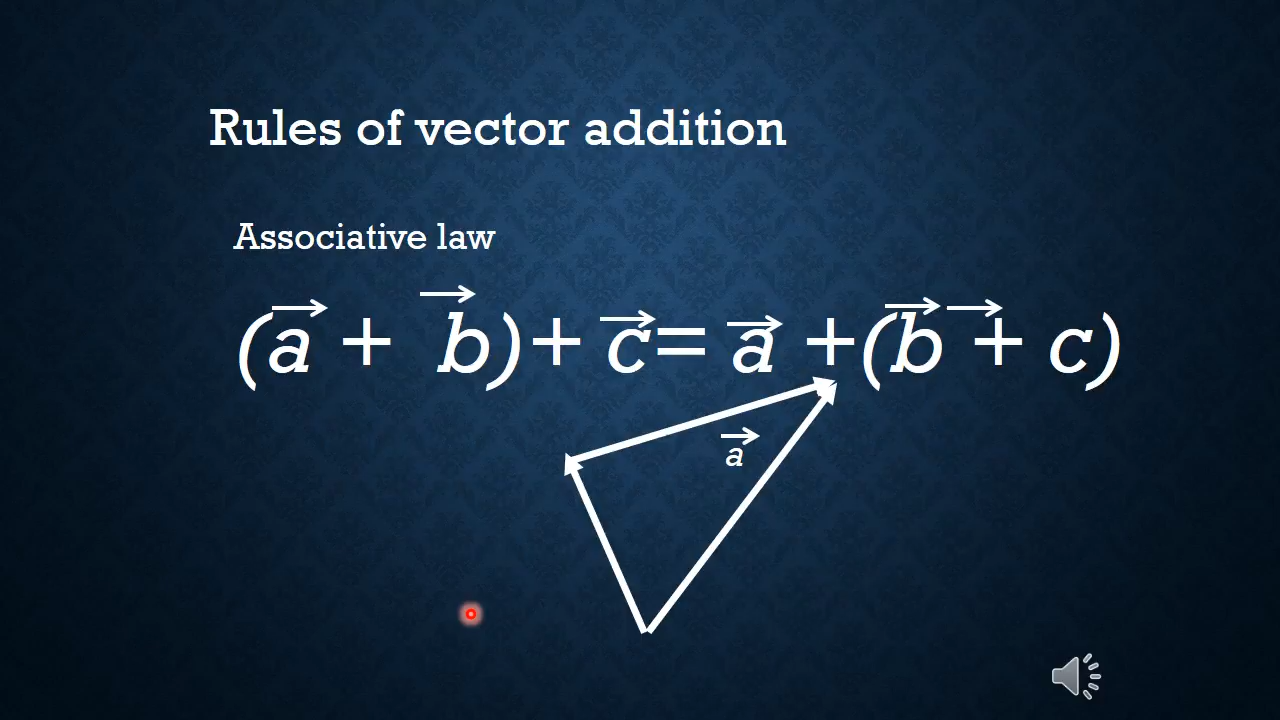 Rules of vector addition
Associative law
(a⃗ + b⃗) + c⃗ = a⃗ + (b⃗ +⃗ c)
a⃗